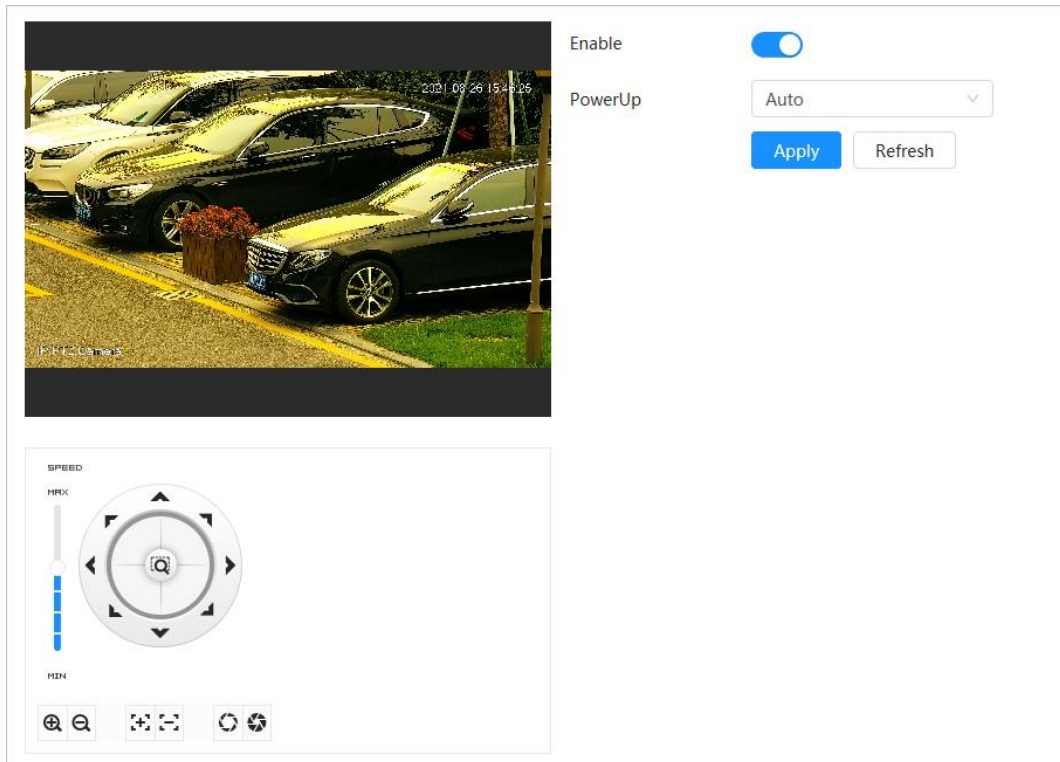 Enable
2021-08-26 15:46:25
PowerUp
Auto
Apply
Refresh
IP PTZ Camera
SPEED
MAX
MIN